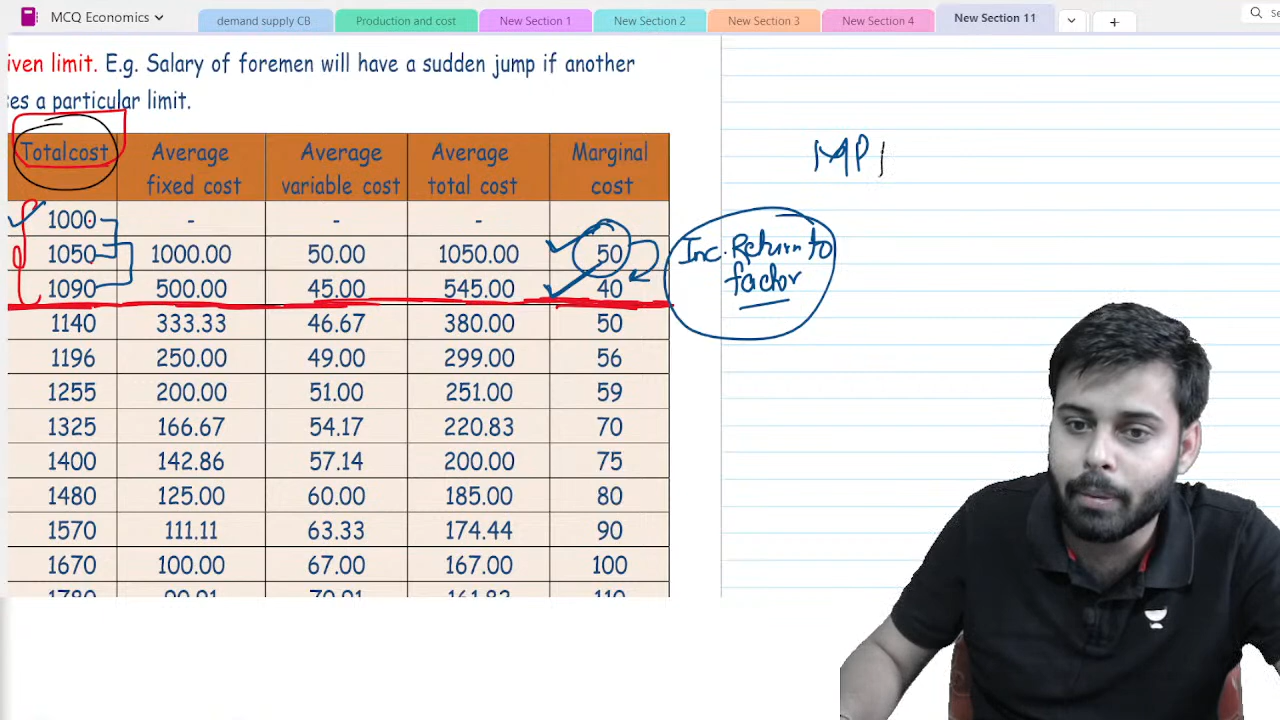 MCQ Economics
demand supply CB
Production and cost
New Section 1
New Section 2
New Section 3
New Section 4
New Section 11
iven limit. E.g. Salary of foremen will have a sudden jump if another
ses a particular limit.
Total cost Average fixed cost Average variable cost Average total cost Marginal cost
1000 - - -
1050 1000.00 50.00 1050.00 50
1090 500.00 45.00 545.00 40
1140 333.33 46.67 380.00 50
1196 250.00 49.00 299.00 56
1255 200.00 51.00 251.00 59
1325 166.67 54.17 220.83 70
1400 142.86 57.14 200.00 75
1480 125.00 60.00 185.00 80
1570 111.11 63.33 174.44 90
1670 100.00 67.00 167.00 100
MP
Inc. Return to
factor